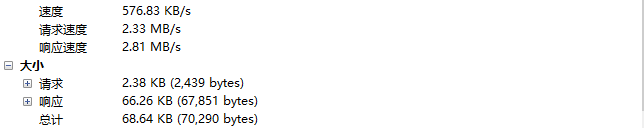 速度 576.83 KB/s
请求速度 2.33 MB/s
响应速度 2.81 MB/s
大小
请求 2.38 KB (2,439 bytes)
响应 66.26 KB (67,851 bytes)
总计 68.64 KB (70,290 bytes)